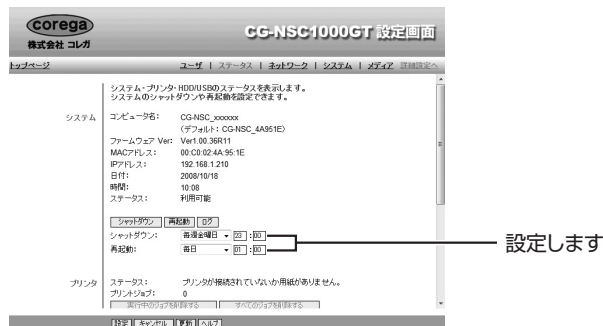 corega
株式会社 コレガ
CG-NSC1000GT 設定画面
トップページ
ユーザ | ステータス | ネットワーク | システム | メディア 詳細設定へ
システム・プリンタ・HDD/USBのステータスを表示します。
システムのシャットダウンや再起動を設定できます。
システム
コンピュータ名: CG-NSC_xxxxxx
(デフォルト: CG-NSC_4A951E)
ファームウェア Ver: Ver1.00.36R11
MACアドレス: 00:C0:02:4A:95:1E
IPアドレス: 192.168.1.210
日付: 2008/10/18
時間: 10:08
ステータス: 利用可能
シャットダウン 再起動 ログ
シャットダウン: 毎週金曜日 23 : 00
再起動: 毎日 01 : 00
設定します
プリンタ
ステータス: プリンタが接続されていないか用紙がありません。
プリントジョブ: 0
実行中のジョブを削除する すべてのジョブを削除する
設定 キャンセル 更新 ヘルプ